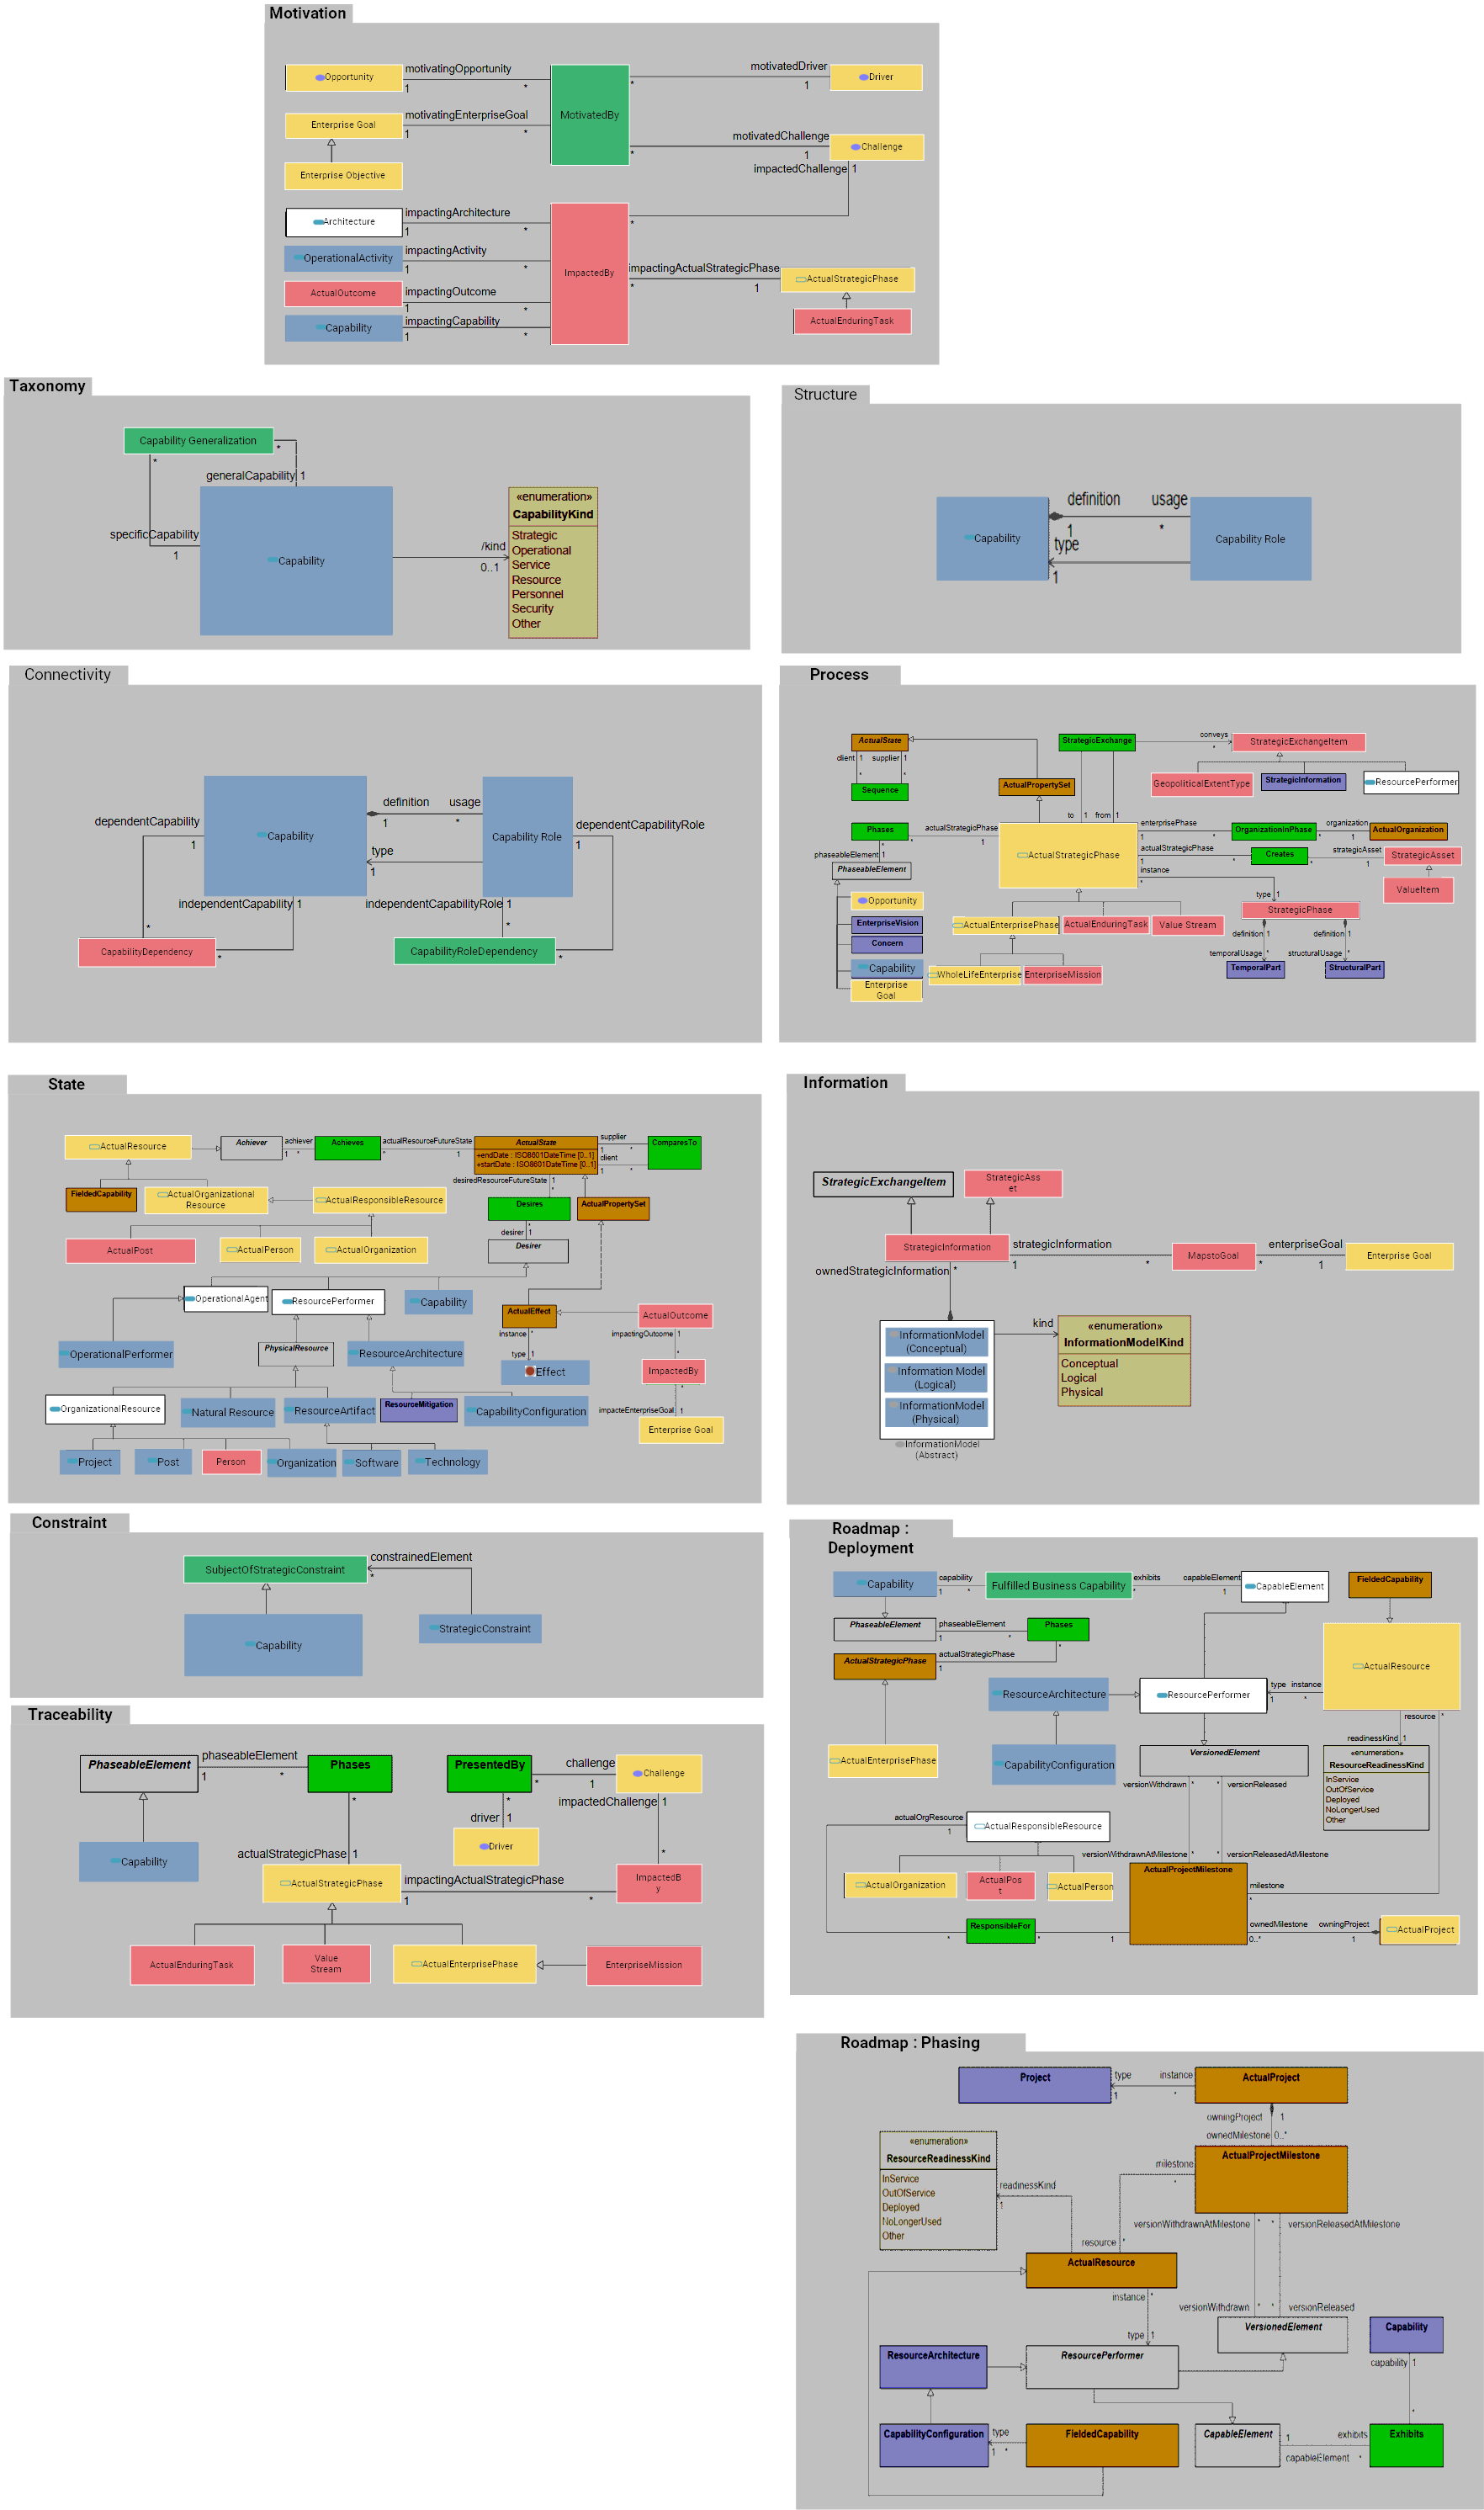 Motivation
motivatingOpportunity
motivatedDriver
Opportunity
Driver
1
*
*
1
motivatingEnterpriseGoal
Enterprise Goal
MotivatedBy
1
*
motivatedChallenge
Challenge
*
1
impactedChallenge
1
Enterprise Objective
impactingArchitecture
Architecture
1
*
*
impactingActivity
OperationalActivity
1
*
ImpactedBy
impactingActualStrategicPhase
ActualStrategicPhase
*
1
impactingOutcome
ActualOutcome
1
*
impactingCapability
Capability
1
*
ActualEnduringTask
Taxonomy
Capability Generalization
*
*
generalCapability
1
specificCapability
1
Capability
/kind
0..1
«enumeration»
CapabilityKind
Strategic
Operational
Service
Resource
Personnel
Security
Other
Structure
definition
usage
1
*
Capability
type
1
Capability Role
Connectivity
definition
usage
1
*
dependentCapability
1
Capability
Capability Role
dependentCapabilityRole
1
type
1
independentCapability
1
independentCapabilityRole
1
*
*
CapabilityDependency
*
CapabilityRoleDependency
*
Process
ActualState
StrategicExchange
conveys
*
StrategicExchangeItem
client
1
supplier
1
*
*
Sequence
ActualPropertySet
GeopoliticalExtentType
StrategicInformation
ResourcePerformer
to
1
from
1
Phases
actualStrategicPhase
*
1
enterprisePhase
1
*
OrganizationInPhase
organization
*
1
ActualOrganization
phaseableElement
*
1
ActualStrategicPhase
actualStrategicPhase
1
*
Creates
strategicAsset
*
1
StrategicAsset
PhaseableElement
instance
*
ValueItem
Opportunity
type
1
StrategicPhase
EnterpriseVision
ActualEnterprisePhase
ActualEnduringTask
Value Stream
Concern
definition
1
definition
1
temporalUsage
*
structuralUsage
*
Capability
WholeLifeEnterprise
EnterpriseMission
TemporalPart
StructuralPart
Enterprise
Goal
State
ActualResource
Achiever
achiever
1
*
Achieves
actualResourceFutureState
*
1
ActualState
+endDate : ISO8601DateTime [0..1]
+startDate : ISO8601DateTime [0..1]
supplier
1
*
client
1
*
ComparesTo
desiredResourceFutureState
1
*
FieldedCapability
ActualOrganizational
Resource
ActualResponsibleResource
Desires
ActualPropertySet
*
desirer
1
ActualPost
ActualPerson
ActualOrganization
Desirer
OperationalAgent
ResourcePerformer
Capability
ActualEffect
ActualOutcome
instance
*
impactingOutcome
1
OperationalPerformer
PhysicalResource
ResourceArchitecture
type
1
*
Effect
ImpactedBy
*
impacteEnterpriseGoal
1
OrganizationalResource
Natural Resource
ResourceArtifact
ResourceMitigation
CapabilityConfiguration
Enterprise Goal
Project
Post
Person
Organization
Software
Technology
Information
StrategicExchangeItem
StrategicAss
et
StrategicInformation
strategicInformation
1
*
MapstoGoal
enterpriseGoal
*
1
Enterprise Goal
ownedStrategicInformation
*
kind
InformationModel
(Conceptual)
Information Model
(Logical)
InformationModel
(Physical)
InformationModel
(Abstract)
«enumeration»
InformationModelKind
Conceptual
Logical
Physical
Constraint
SubjectOfStrategicConstraint
constrainedElement
*
Capability
StrategicConstraint
Roadmap :
Deployment
Capability
capability
1
*
Fulfilled Business Capability
exhibits
*
capableElement
1
CapableElement
FieldedCapability
PhaseableElement
phaseableElement
1
*
Phases
*
actualStrategicPhase
1
ActualStrategicPhase
ActualResource
ResourceArchitecture
ResourcePerformer
type
1
instance
*
resource
*
readinessKind
1
ActualEnterprisePhase
CapabilityConfiguration
VersionedElement
«enumeration»
ResourceReadinessKind
InService
OutOfService
Deployed
NoLongerUsed
Other
versionWithdrawn
*
*
versionReleased
actualOrgResource
1
ActualResponsibleResource
versionWithdrawnAtMilestone
*
*
versionReleasedAtMilestone
ActualOrganization
ActualPos
t
ActualPerson
ActualProjectMilestone
milestone
*
ResponsibleFor
*
*
1
ownedMilestone
0..*
owningProject
1
ActualProject
Traceability
PhaseableElement
phaseableElement
1
*
Phases
*
PresentedBy
challenge
*
1
Challenge
*
impactedChallenge
1
driver
1
Capability
Driver
actualStrategicPhase
1
*
ActualStrategicPhase
impactingActualStrategicPhase
1
*
ImpactedB
y
ActualEnduringTask
Value
Stream
ActualEnterprisePhase
EnterpriseMission
Roadmap : Phasing
Project
type
1
instance
*
ActualProject
owningProject
1
ownedMilestone
0..*
«enumeration»
ResourceReadinessKind
InService
OutOfService
Deployed
NoLongerUsed
Other
ActualProjectMilestone
milestone
*
readinessKind
1
versionWithdrawnAtMilestone
*
*
versionReleasedAtMilestone
resource
*
ActualResource
instance
*
versionWithdrawn
*
*
versionReleased
type
1
VersionedElement
Capability
ResourceArchitecture
ResourcePerformer
capability
1
*
CapabilityConfiguration
type
1
*
FieldedCapability
CapableElement
1
exhibits
capableElement
*
Exhibits